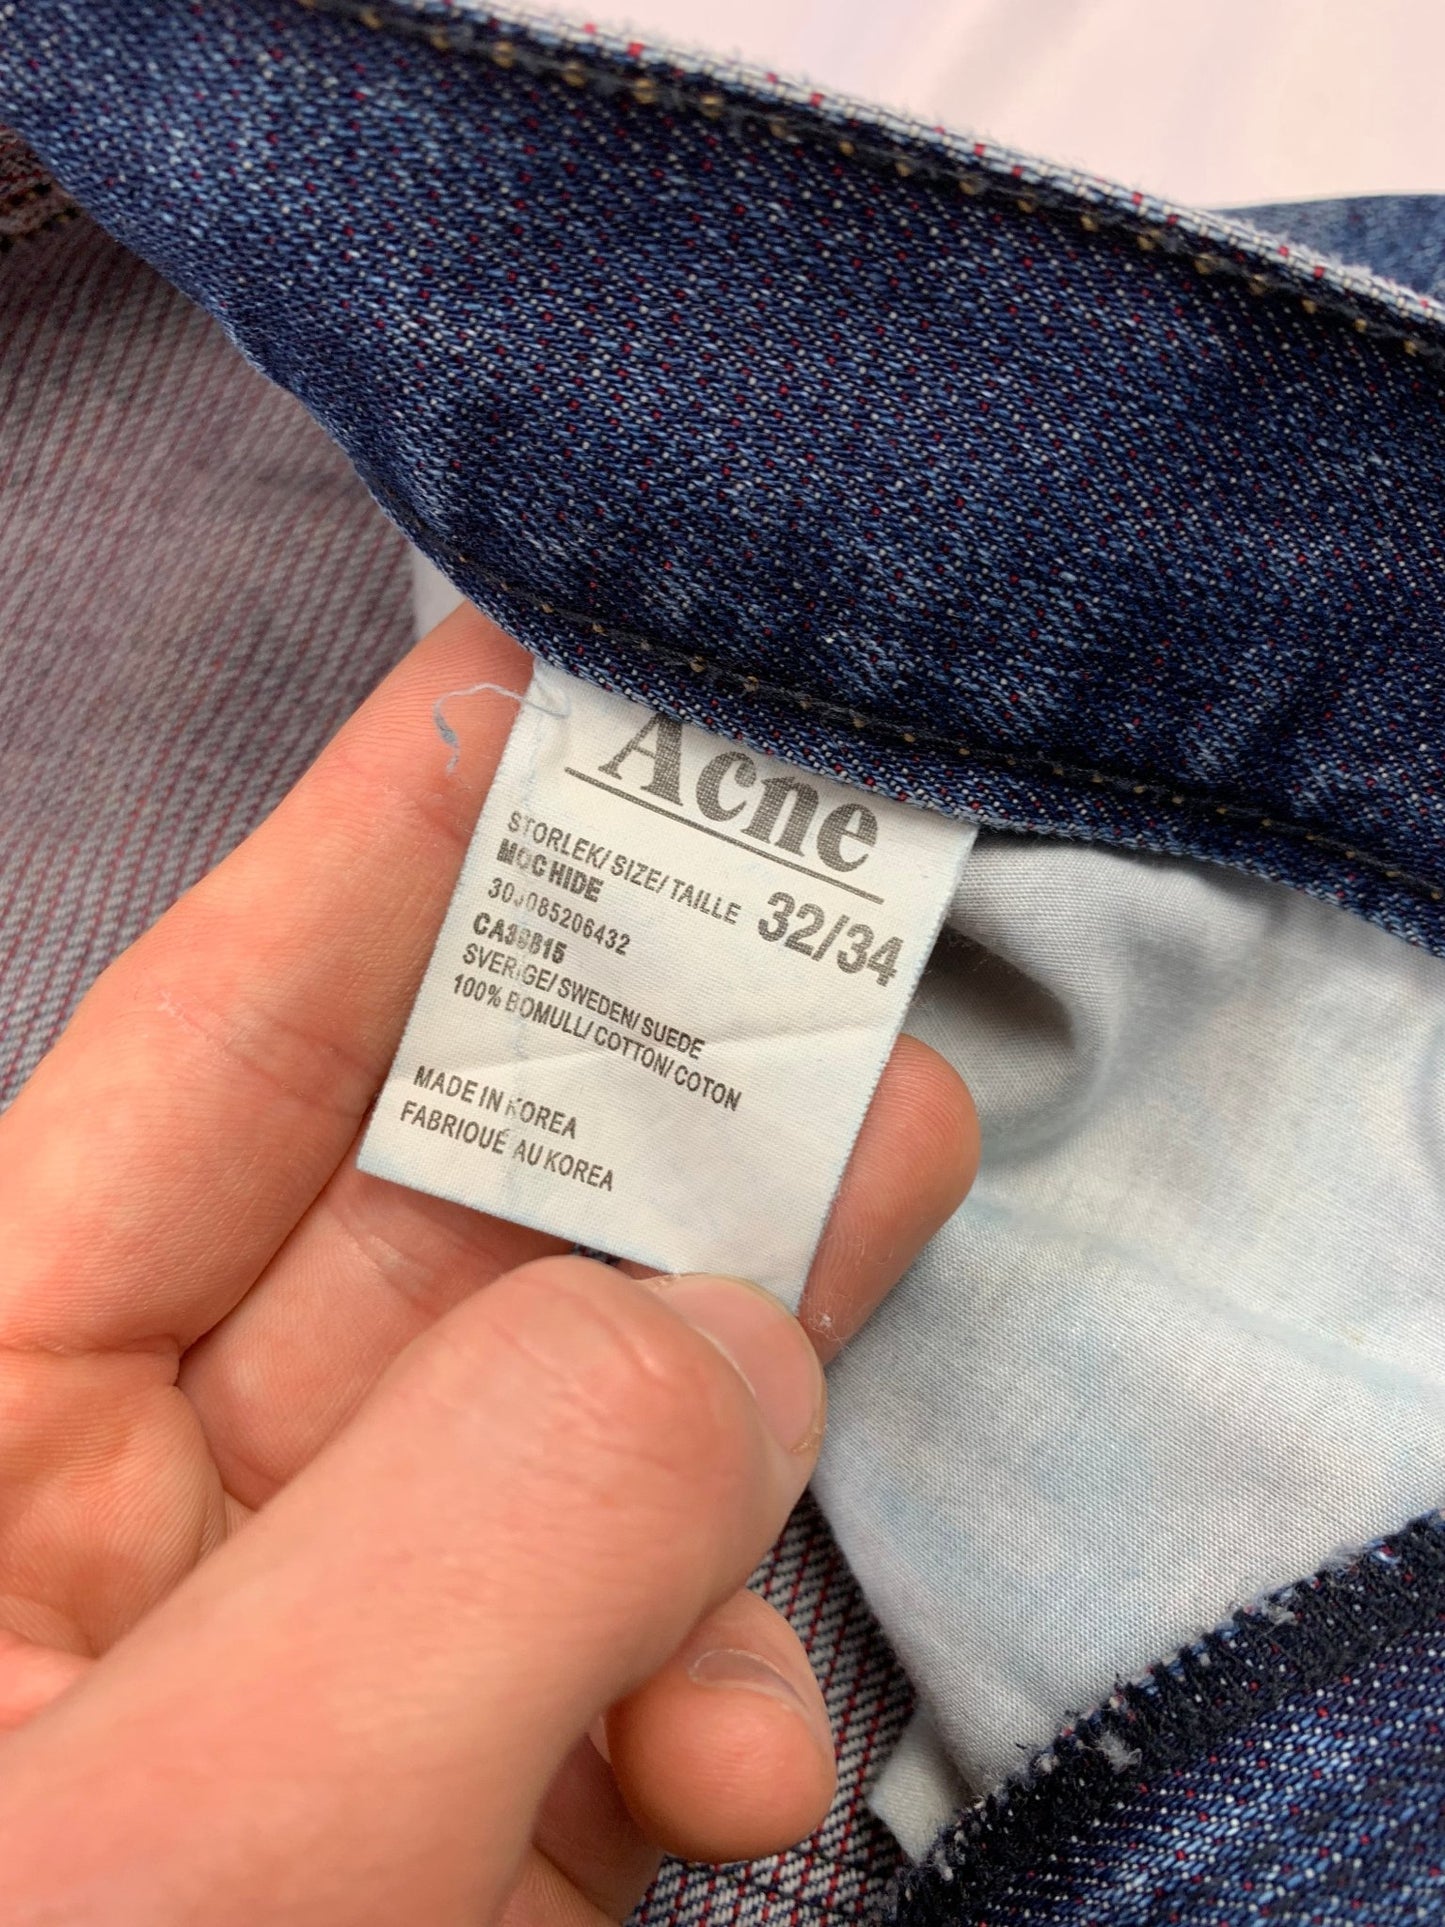 Acne
STORLEK/ SIZE/ TAILLE 32/34
MOC HIDE
CA38815
SVERIGE/ SWEDEN/ SUEDE
100% BOMULL/ COTTON/ COTON
MADE IN KOREA
FABRIQUÉ AU KOREA